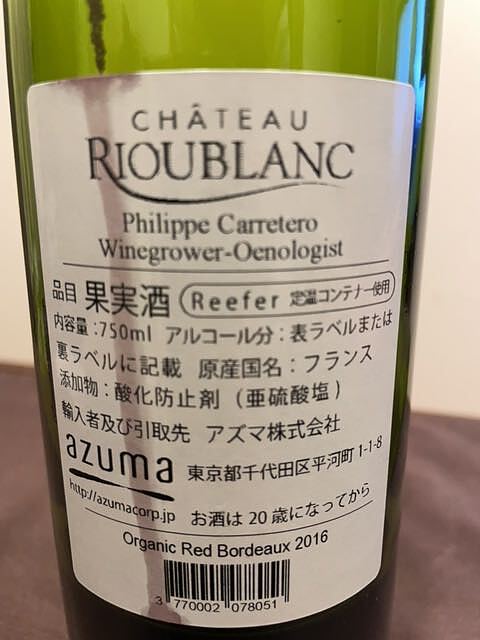 CHÂTEAU
RIOUBLANC
Philippe Carretero
Winegrower-Oenologist
品目 果実酒 Reefer 定温コンテナー使用
内容量:750ml アルコール分:表ラベルまたは
裏ラベルに記載 原産国名:フランス
添加物:酸化防止剤(亜硫酸塩)
輸入者及び引取先 アズマ株式会社
azuma 東京都千代田区平河町1-1-8
http://azumacorp.jp お酒は20歳になってから
Organic Red Bordeaux 2016
3 770002 078051